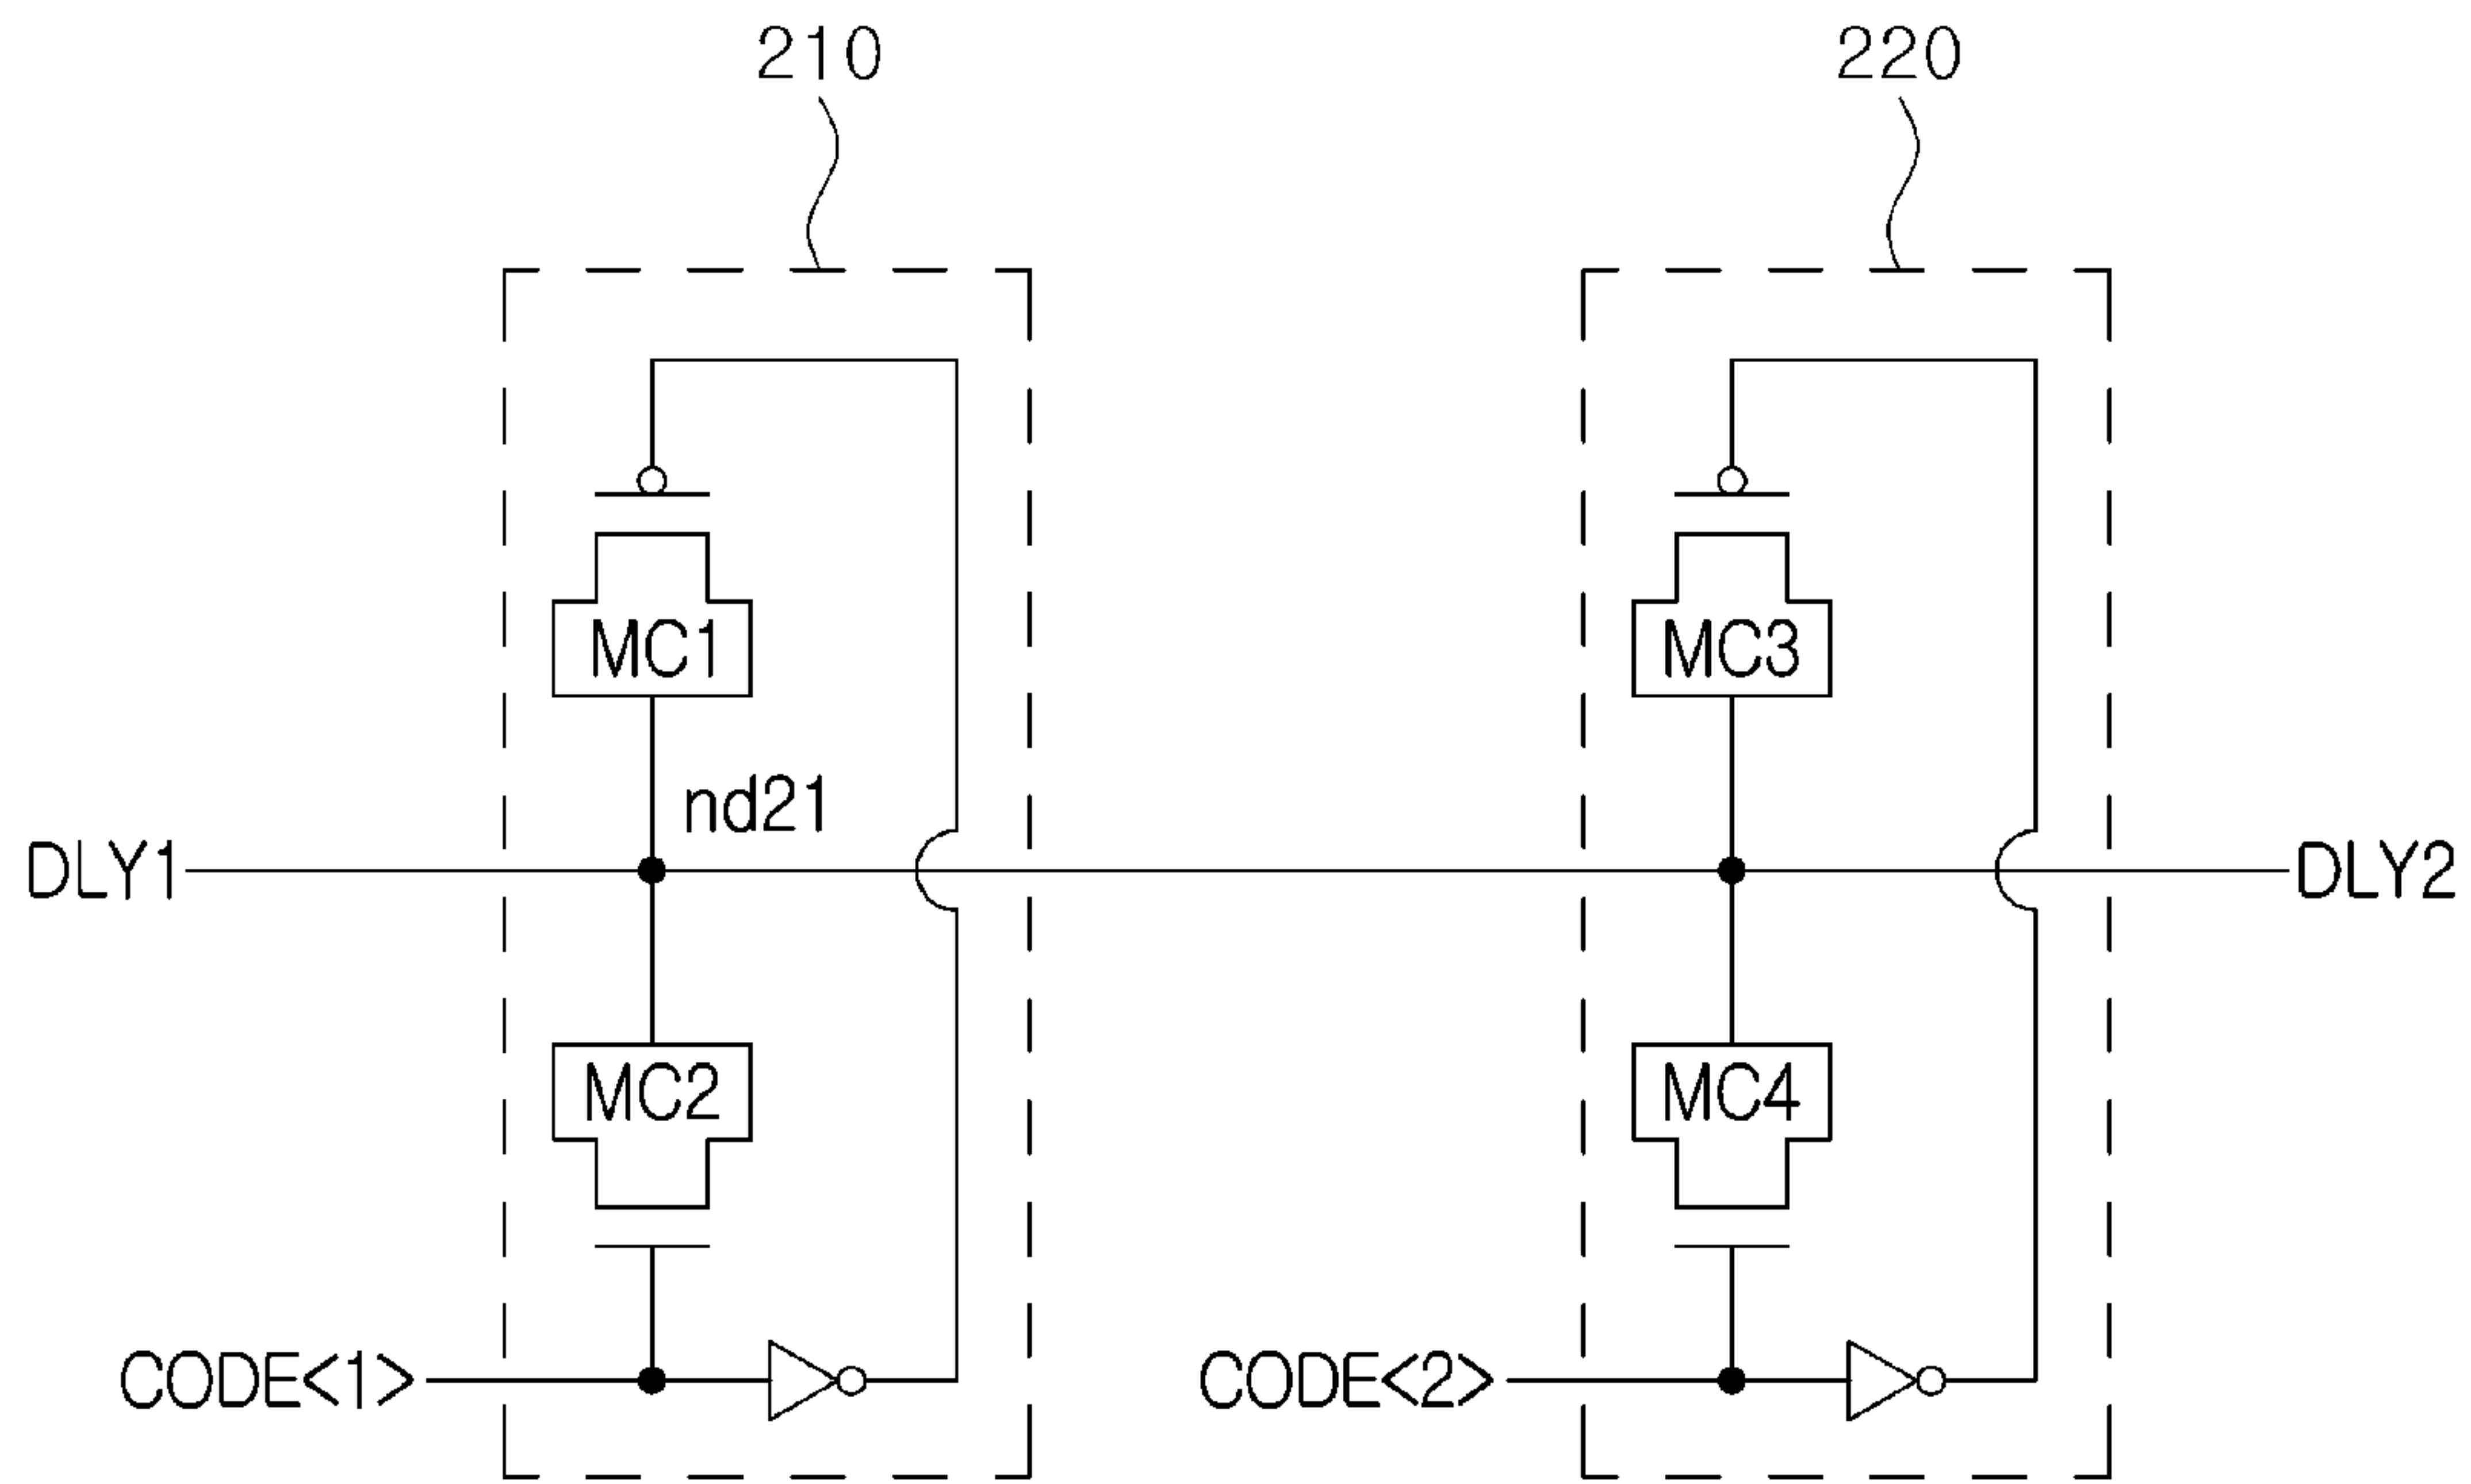 210
220
MC1
MC3
nd21
DLY1
DLY2
MC2
MC4
CODE<1>
CODE<2>